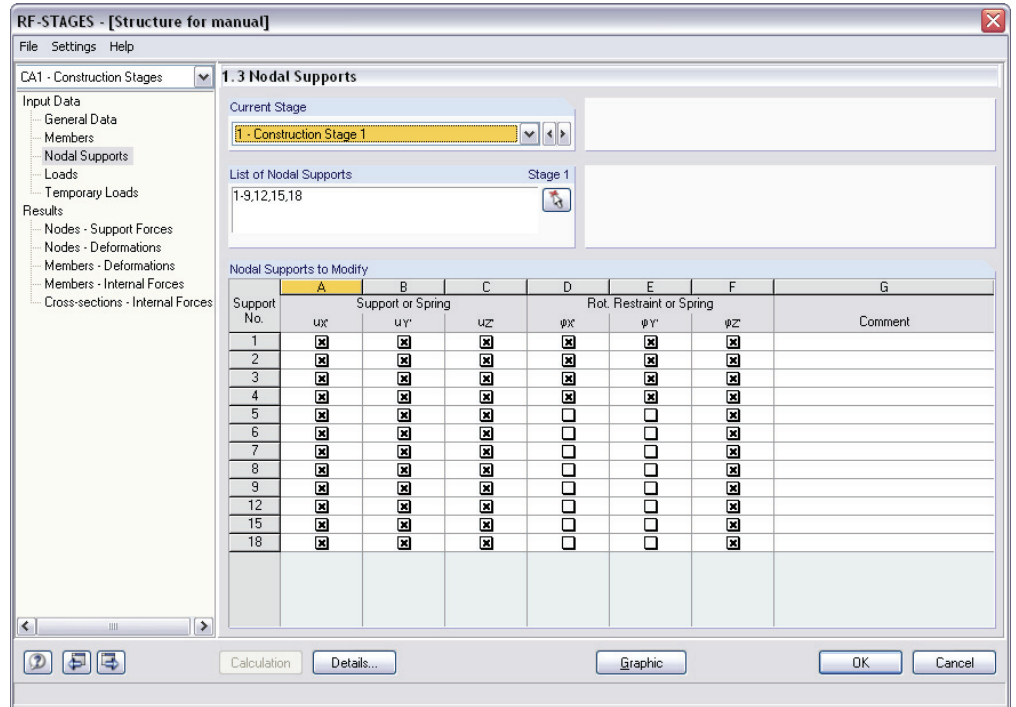 RF-STAGES - [Structure for manual]
File Settings Help
CA1 - Construction Stages
Input Data
General Data
Members
Nodal Supports
Loads
Temporary Loads
Results
Nodes - Support Forces
Nodes - Deformations
Members - Deformations
Members - Internal Forces
Cross-sections - Internal Forces
1.3 Nodal Supports
Current Stage
1 - Construction Stage 1
List of Nodal Supports Stage 1
1-9,12,15,18
Nodal Supports to Modify
A B C D E F G
Support No. Support or Spring Rot. Restraint or Spring
uX' uY' uZ' φX' φY' φZ' Comment
1
2
3
4
5
6
7
8
9
12
15
18
Calculation Details... Graphic OK Cancel